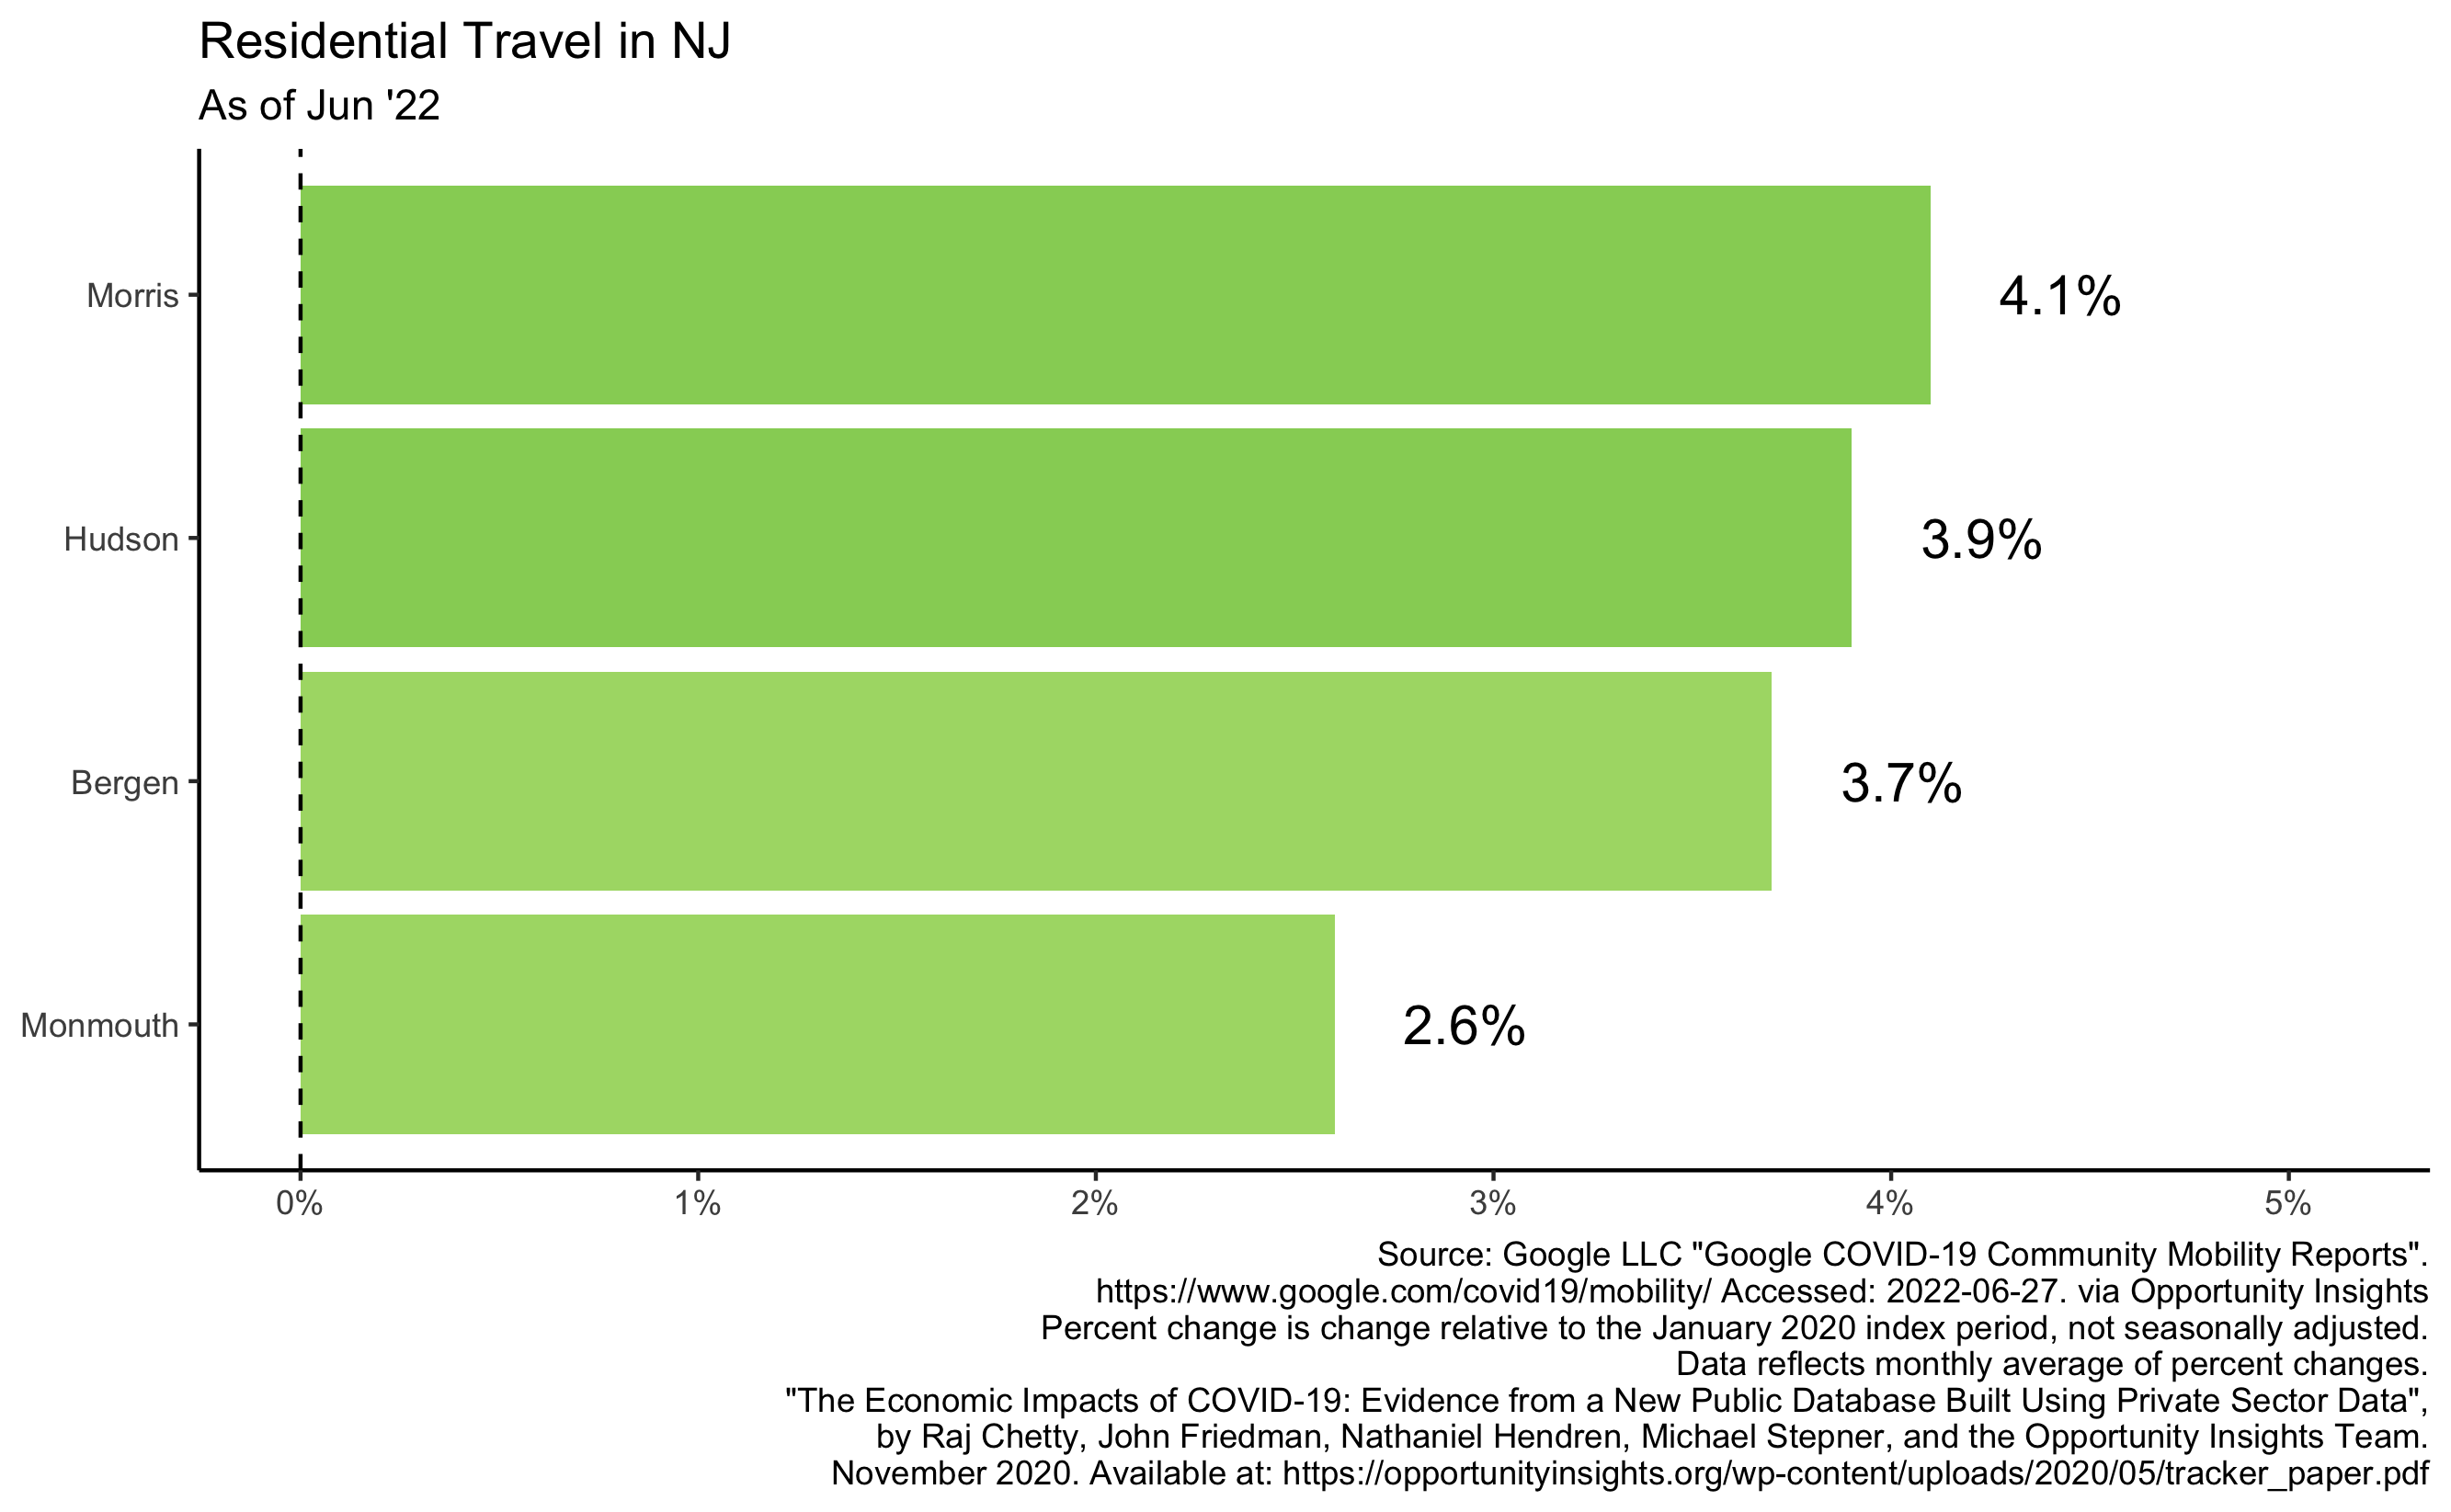 Residential Travel in NJ
As of Jun '22
Morris
4.1%
Hudson
3.9%
Bergen
3.7%
Monmouth
2.6%
0% 1% 2% 3% 4% 5%
Source: Google LLC "Google COVID-19 Community Mobility Reports".
https://www.google.com/covid19/mobility/ Accessed: 2022-06-27. via Opportunity Insights
Percent change is change relative to the January 2020 index period, not seasonally adjusted.
Data reflects monthly average of percent changes.
"The Economic Impacts of COVID-19: Evidence from a New Public Database Built Using Private Sector Data",
by Raj Chetty, John Friedman, Nathaniel Hendren, Michael Stepner, and the Opportunity Insights Team.
November 2020. Available at: https://opportunityinsights.org/wp-content/uploads/2020/05/tracker_paper.pdf